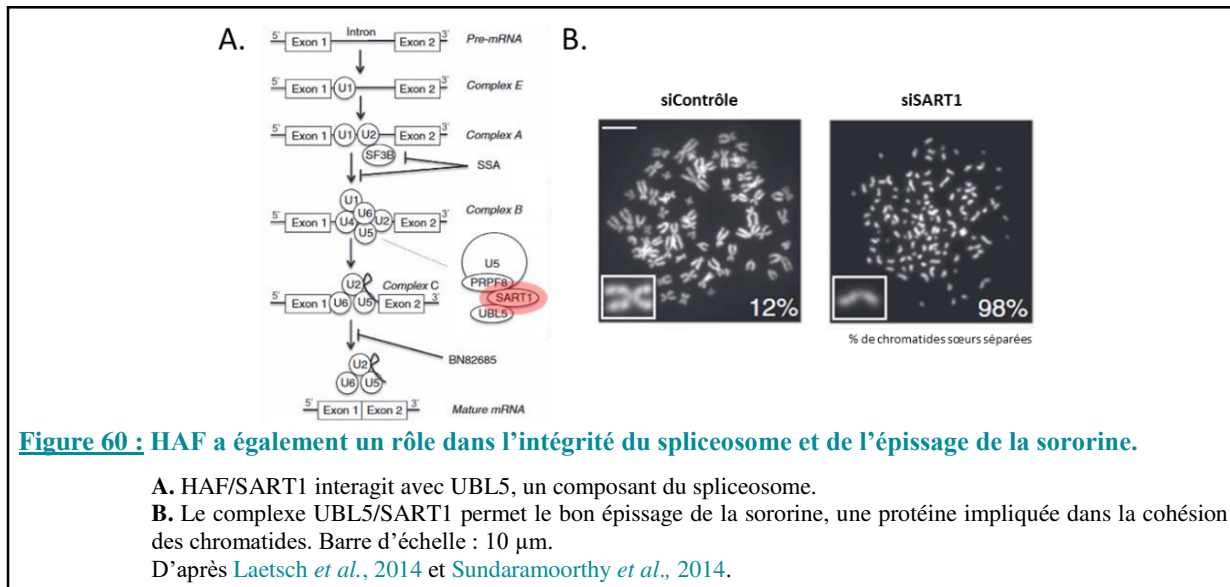 A.
5' Exon 1 Intron Exon 2 3' Pre-mRNA
5' Exon 1 U1 Exon 2 3' Complex E
5' Exon 1 U1 U2 Exon 2 3' Complex A
SF3B
SSA
U1
5' Exon 1 U4 U6 U2 Exon 2 3' Complex B
U5
U5
PRPF8
SART1
UBL5
U2 Complex C
5' Exon 1 U6 U5 Exon 2 3'
BN82685
U2
U6 U5
5' Exon 1 Exon 2 3' Mature mRNA
B.
siContrôle siSART1
12% 98%
% de chromatides sœurs séparées
Figure 60 : HAF a également un rôle dans l'intégrité du spliceosome et de l'épissage de la sororine.
A. HAF/SART1 interagit avec UBL5, un composant du spliceosome.
B. Le complexe UBL5/SART1 permet le bon épissage de la sororine, une protéine impliquée dans la cohésion
des chromatides. Barre d'échelle : 10 µm.
D'après Laetsch et al., 2014 et Sundaramoorthy et al., 2014.